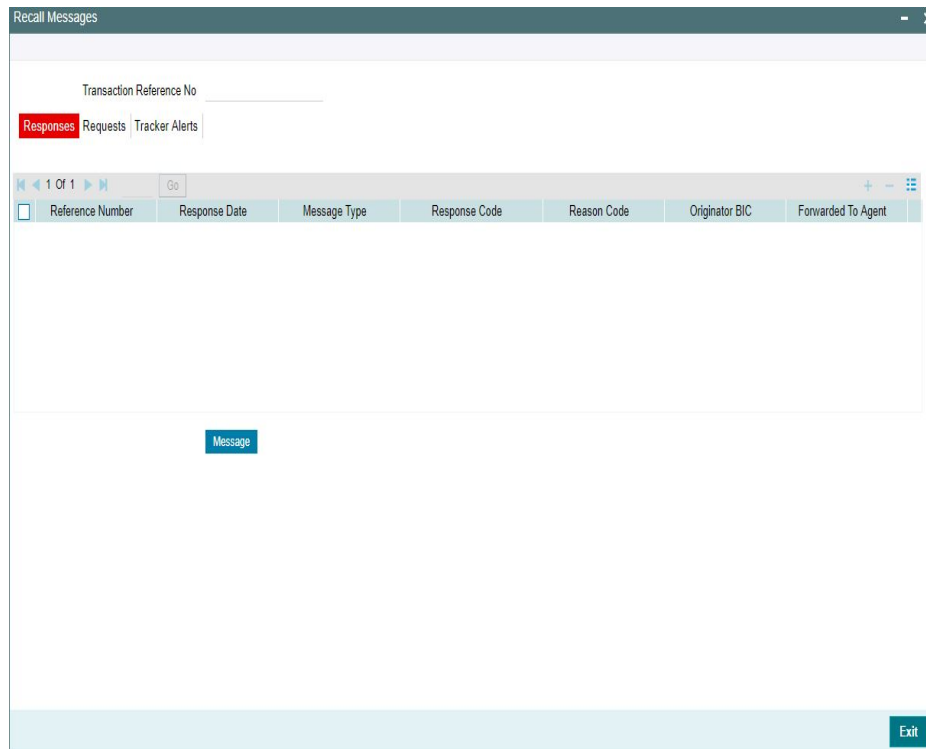 Recall Messages
Transaction Reference No
Responses Requests Tracker Alerts
1 Of 1 Go
Reference Number Response Date Message Type Response Code Reason Code Originator BIC Forwarded To Agent
Message
Exit